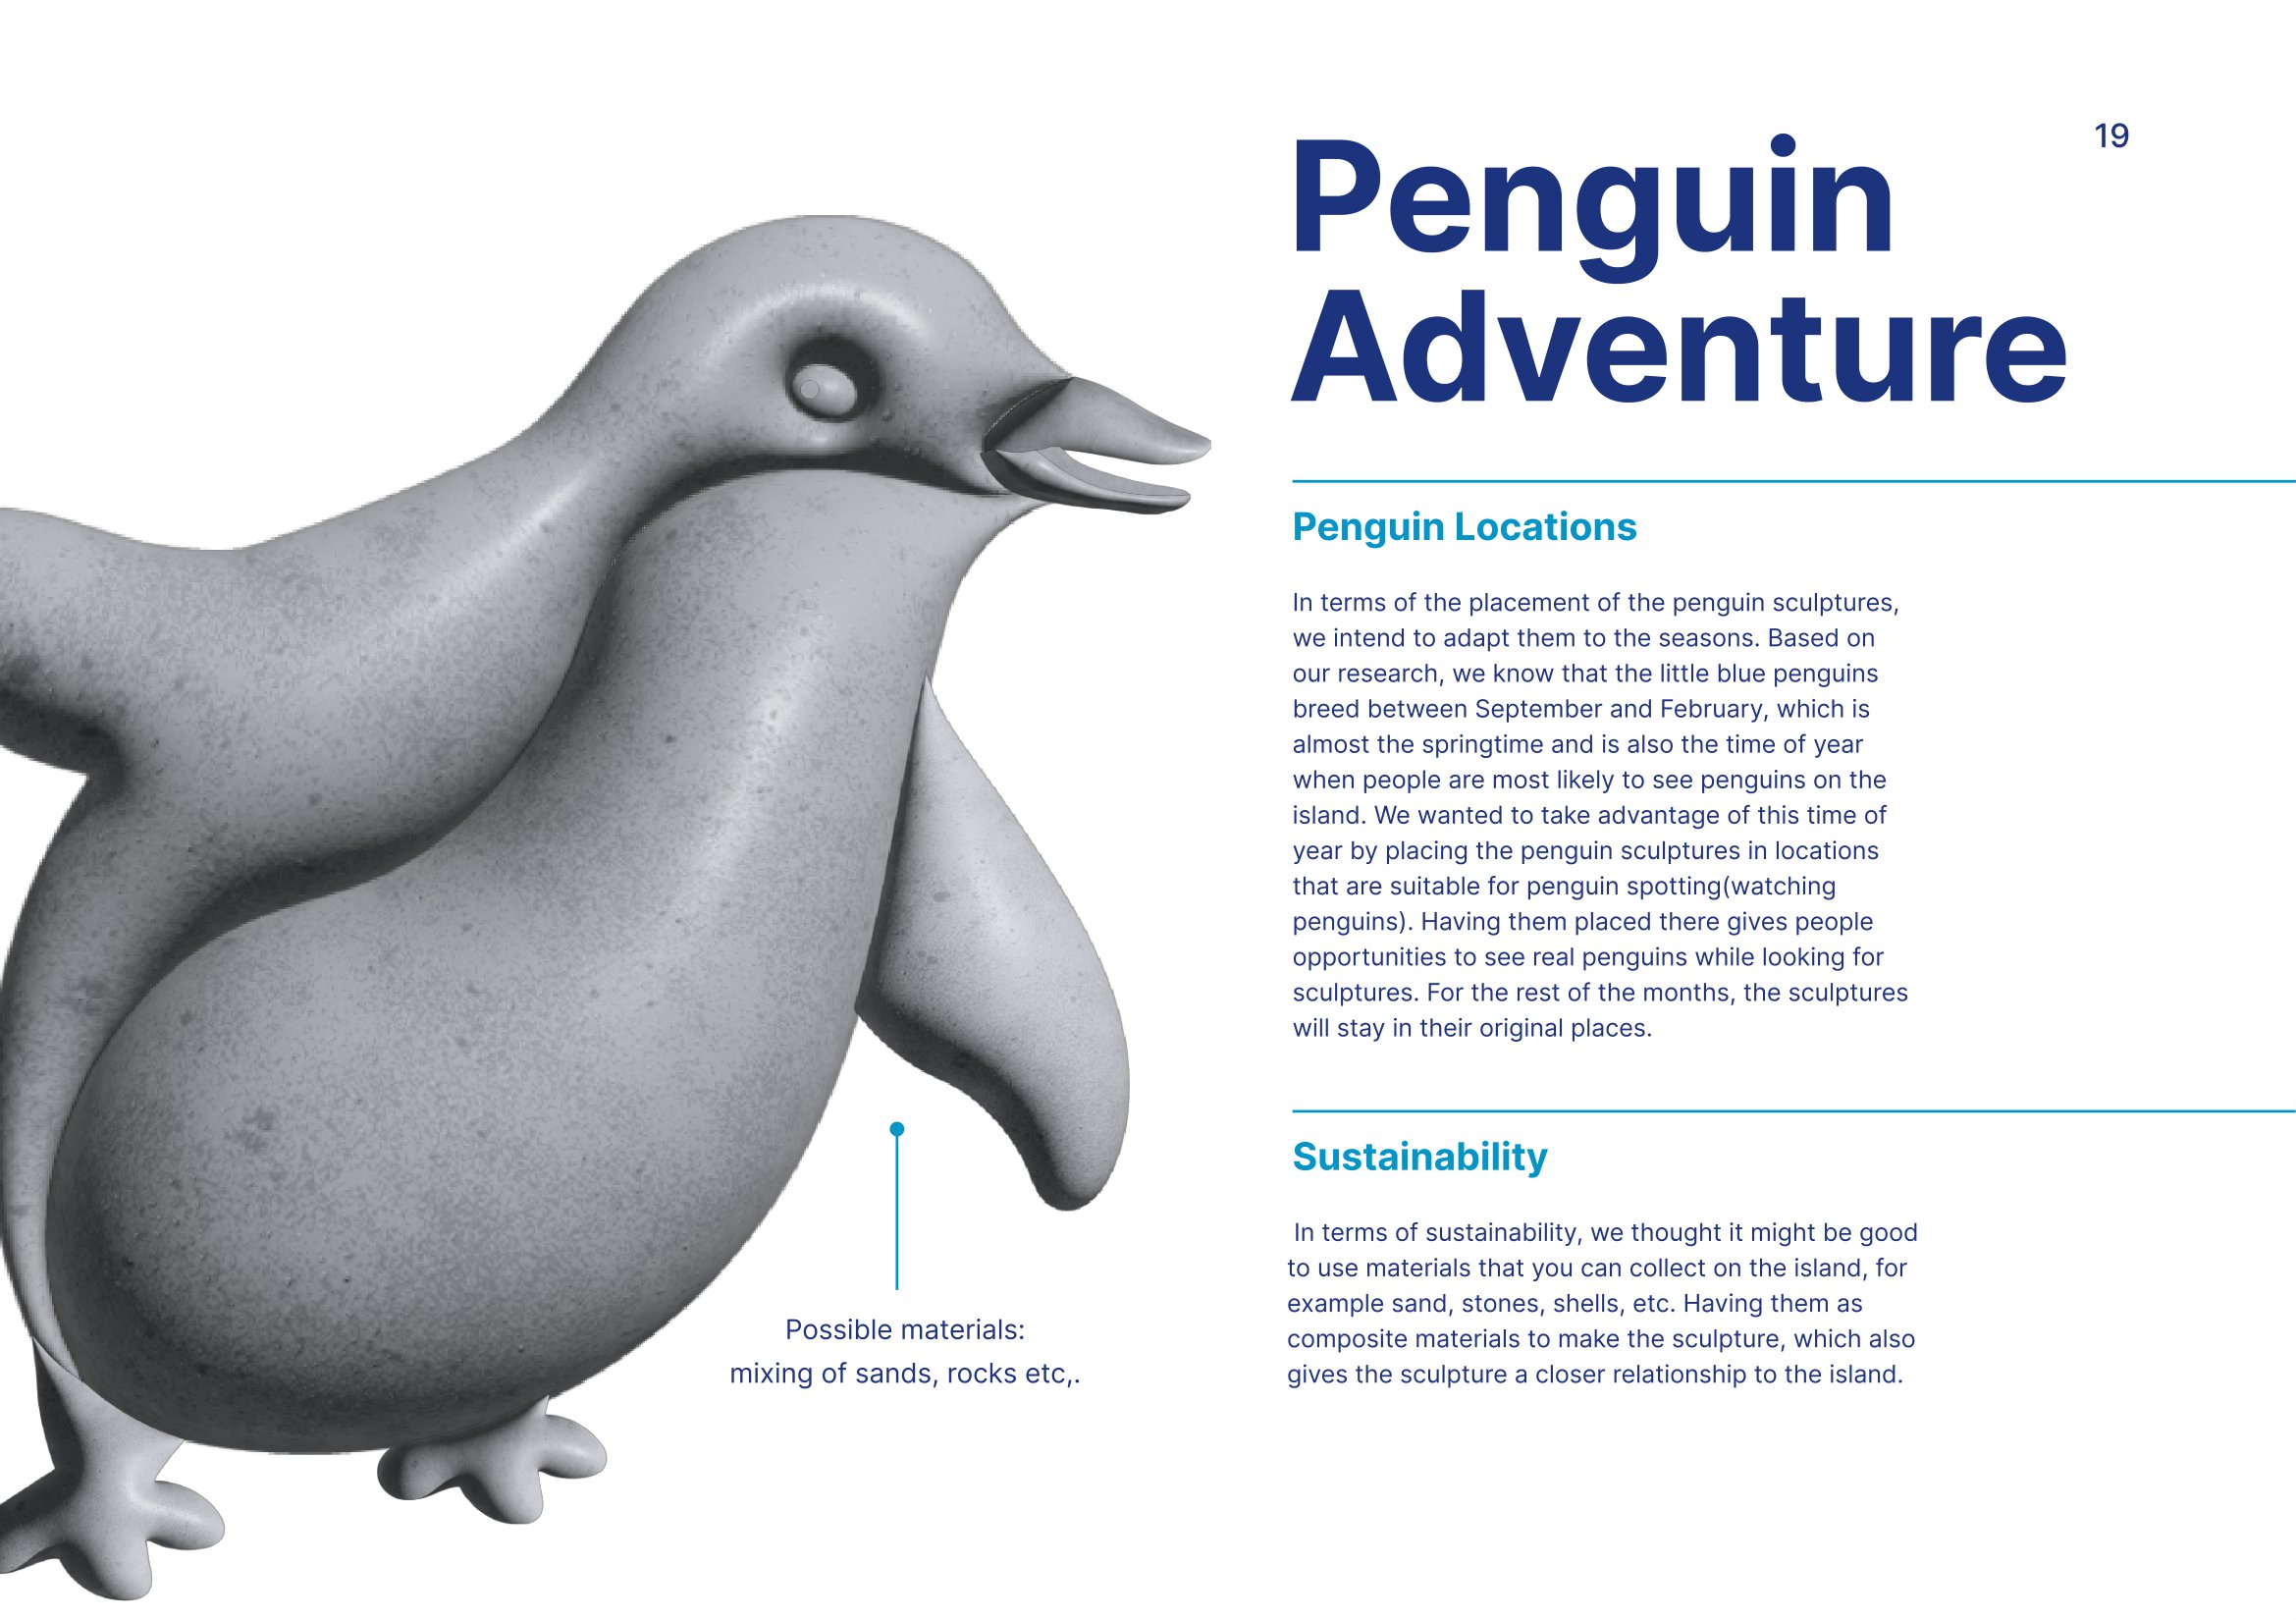 19
Penguin
Adventure
Penguin Locations
In terms of the placement of the penguin sculptures,
we intend to adapt them to the seasons. Based on
our research, we know that the little blue penguins
breed between September and February, which is
almost the springtime and is also the time of year
when people are most likely to see penguins on the
island. We wanted to take advantage of this time of
year by placing the penguin sculptures in locations
that are suitable for penguin spotting(watching
penguins). Having them placed there gives people
opportunities to see real penguins while looking for
sculptures. For the rest of the months, the sculptures
will stay in their original places.
Sustainability
In terms of sustainability, we thought it might be good
to use materials that you can collect on the island, for
example sand, stones, shells, etc. Having them as
composite materials to make the sculpture, which also
gives the sculpture a closer relationship to the island.
Possible materials:
mixing of sands, rocks etc,.